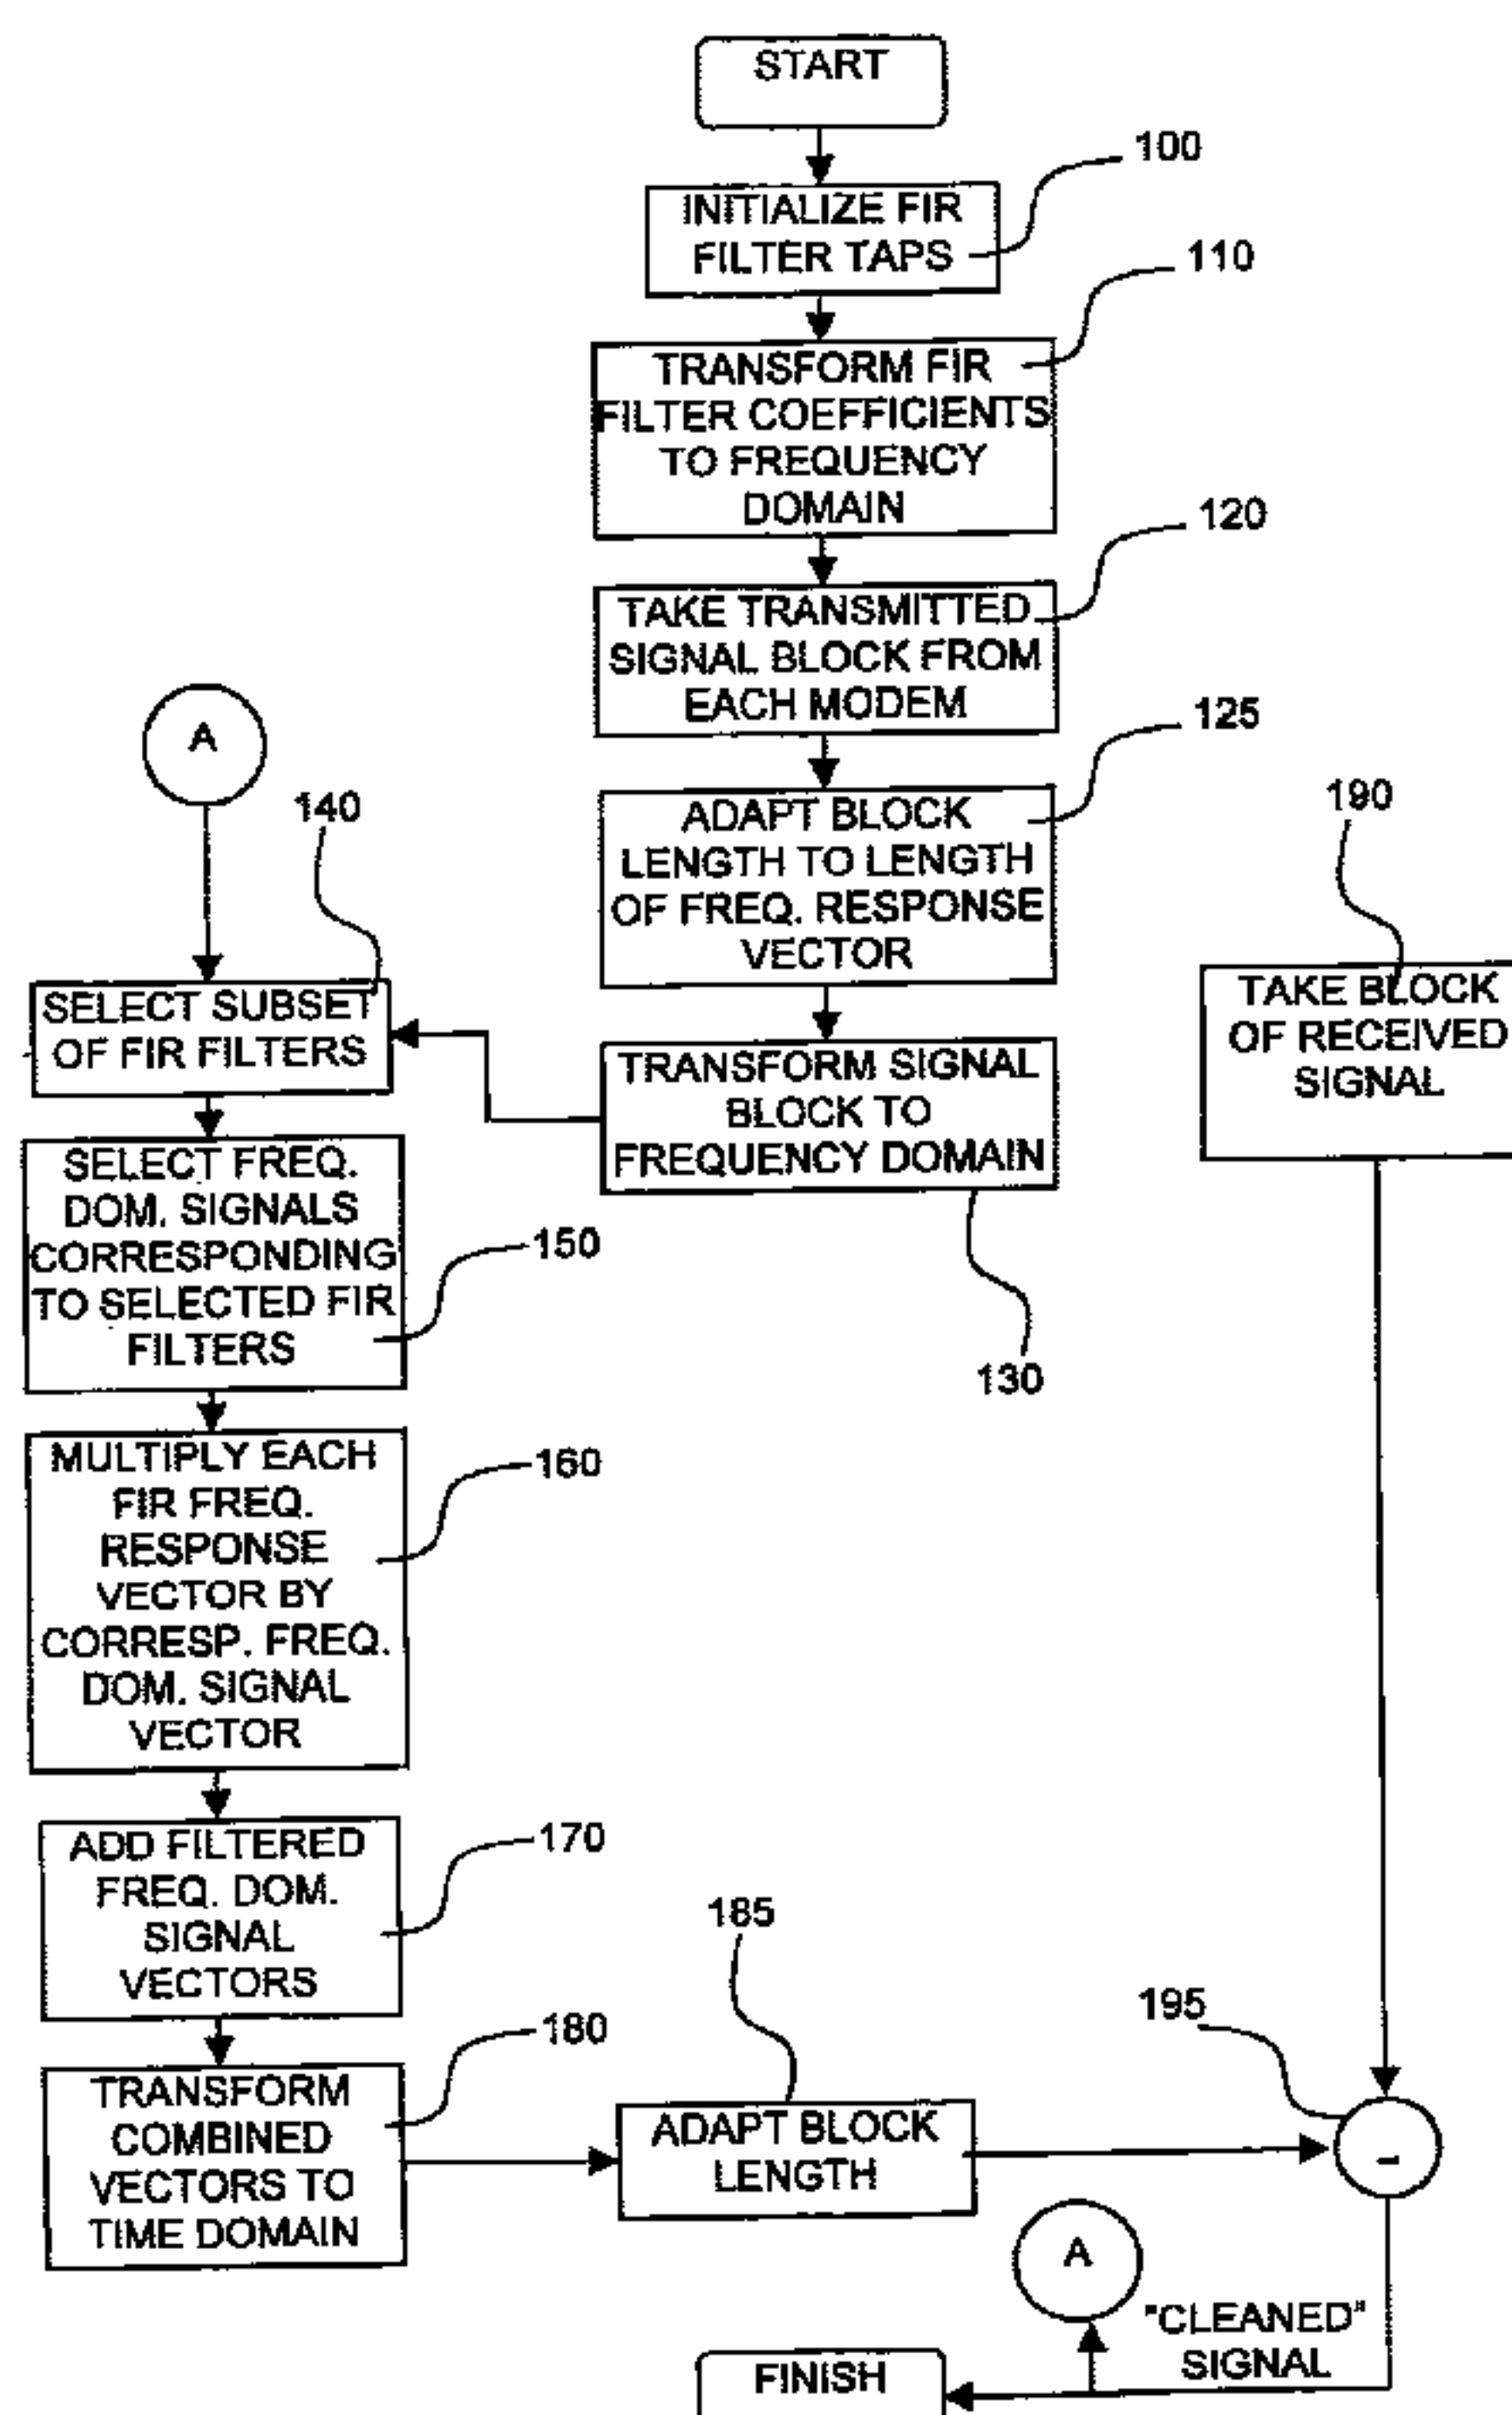 START
100
INITIALIZE FIR
FILTER TAPS
110
TRANSFORM FIR
FILTER COEFFICIENTS
TO FREQUENCY
DOMAIN
120
TAKE TRANSMITTED
SIGNAL BLOCK FROM
EACH MODEM
125
ADAPT BLOCK
LENGTH TO LENGTH
OF FREQ. RESPONSE
VECTOR
TRANSFORM SIGNAL
BLOCK TO
FREQUENCY DOMAIN
130
A
140
SELECT SUBSET
OF FIR FILTERS
SELECT FREQ.
DOM. SIGNALS
CORRESPONDING
TO SELECTED FIR
FILTERS
150
MULTIPLY EACH
FIR FREQ.
RESPONSE
VECTOR BY
CORRESP. FREQ.
DOM. SIGNAL
VECTOR
160
ADD FILTERED
FREQ. DOM.
SIGNAL
VECTORS
170
TRANSFORM
COMBINED
VECTORS TO
TIME DOMAIN
180
185
ADAPT BLOCK
LENGTH
190
TAKE BLOCK
OF RECEIVED
SIGNAL
195
-
A
"CLEANED"
SIGNAL
FINISH